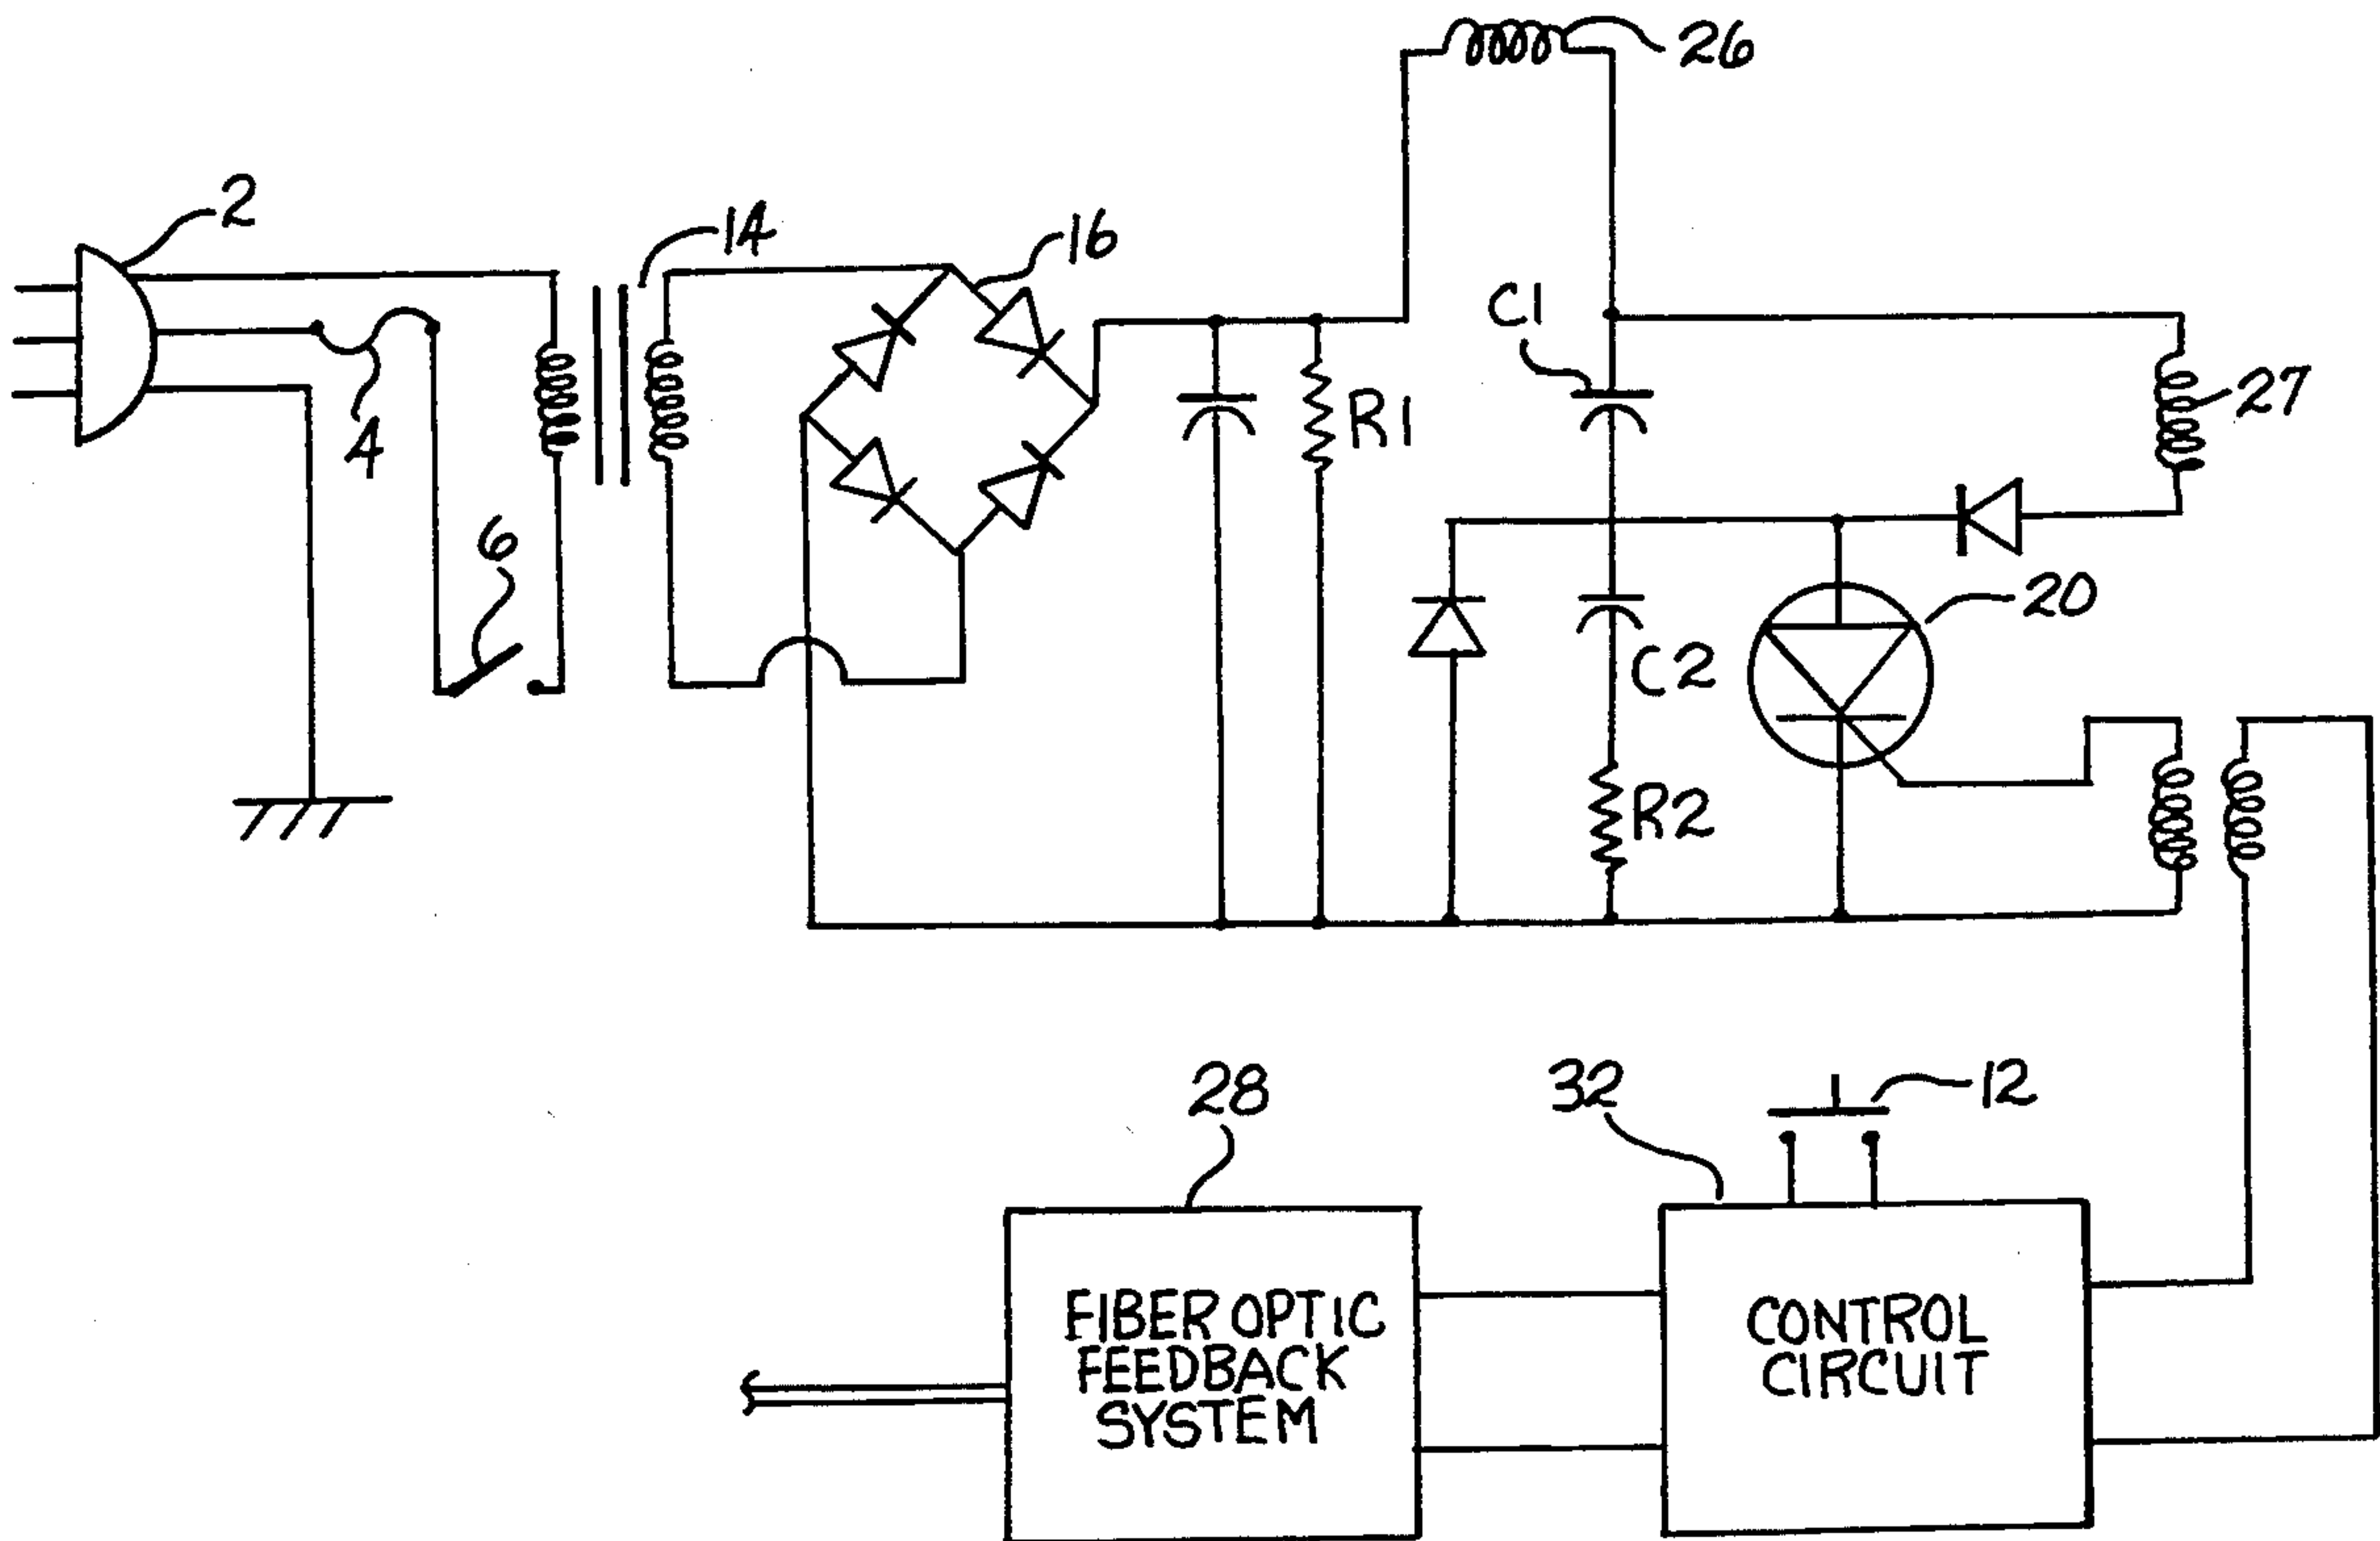 26
2
14
16
C1
27
4
R1
6
20
C2
R2
28
32
12
FIBER OPTIC
FEEDBACK
SYSTEM
CONTROL
CIRCUIT